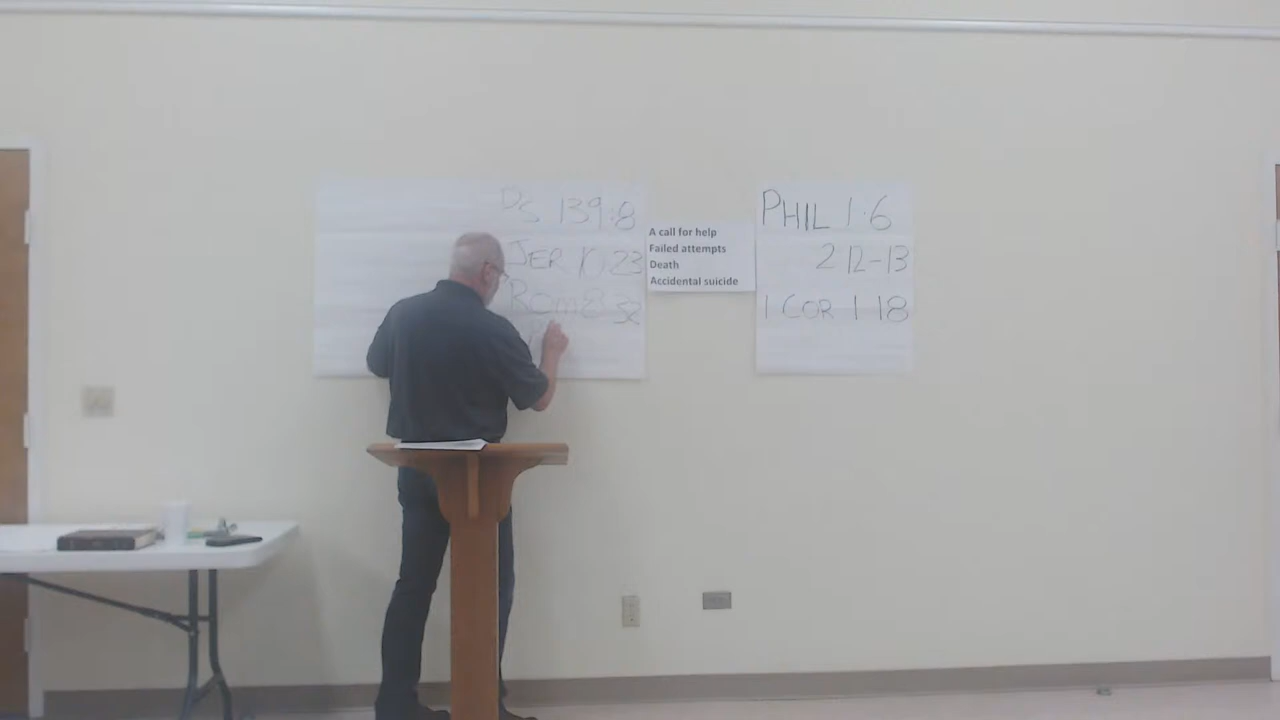 Ps 139:8
JER 10 23
Rom 8 32
A call for help
Failed attempts
Death
Accidental suicide
PHIL 1:6
2 12-13
1 COR 1 18